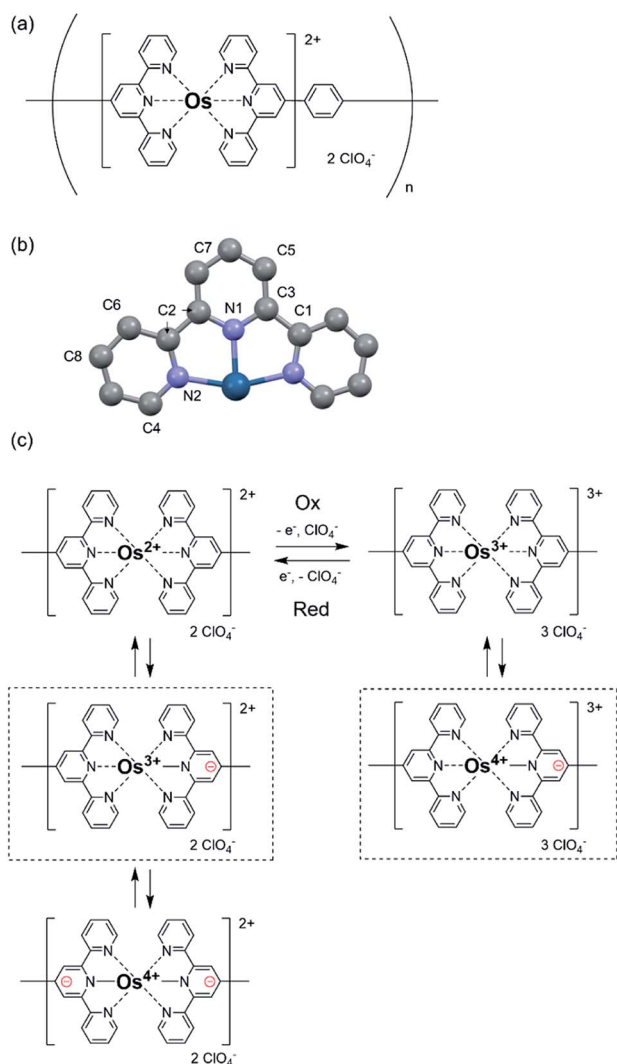 (a)
2+
N N
N Os N
N N
2 ClO₄⁻
n
(b)
C7 C5
C6 C2 N1 C3 C1
C8
N2
C4
(c)
2+ 3+
N N Ox N N
N Os2+ N - e⁻, ClO₄⁻ N Os3+ N
N N e⁻, - ClO₄⁻ N N
Red
2 ClO₄⁻ 3 ClO₄⁻
2+ 3+
N N N N
N Os3+ N ⊖ N Os4+ N ⊖
N N N N
2 ClO₄⁻ 3 ClO₄⁻
2+
N N
⊖ N Os4+ N ⊖
N N
2 ClO₄⁻